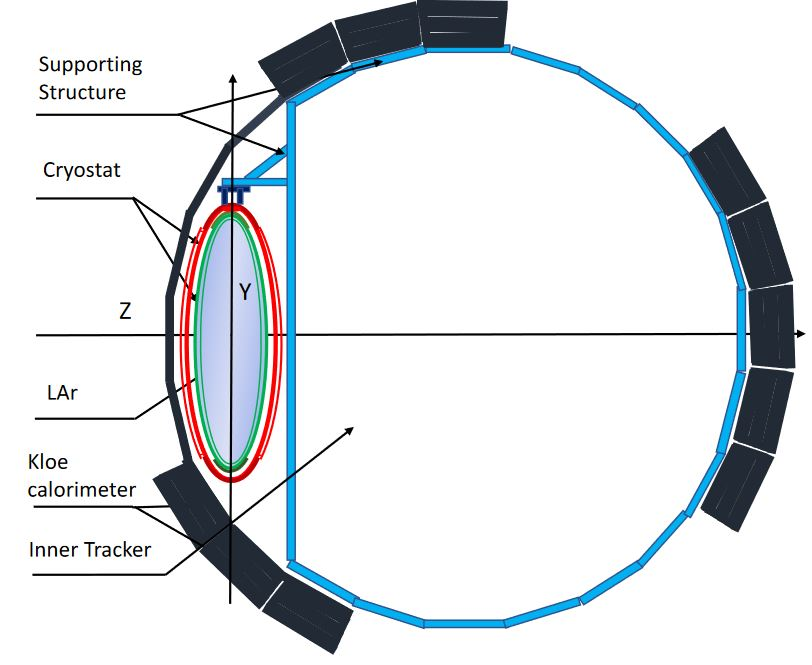 Supporting
Structure
Cryostat
Y
Z
LAr
Kloe
calorimeter
Inner Tracker